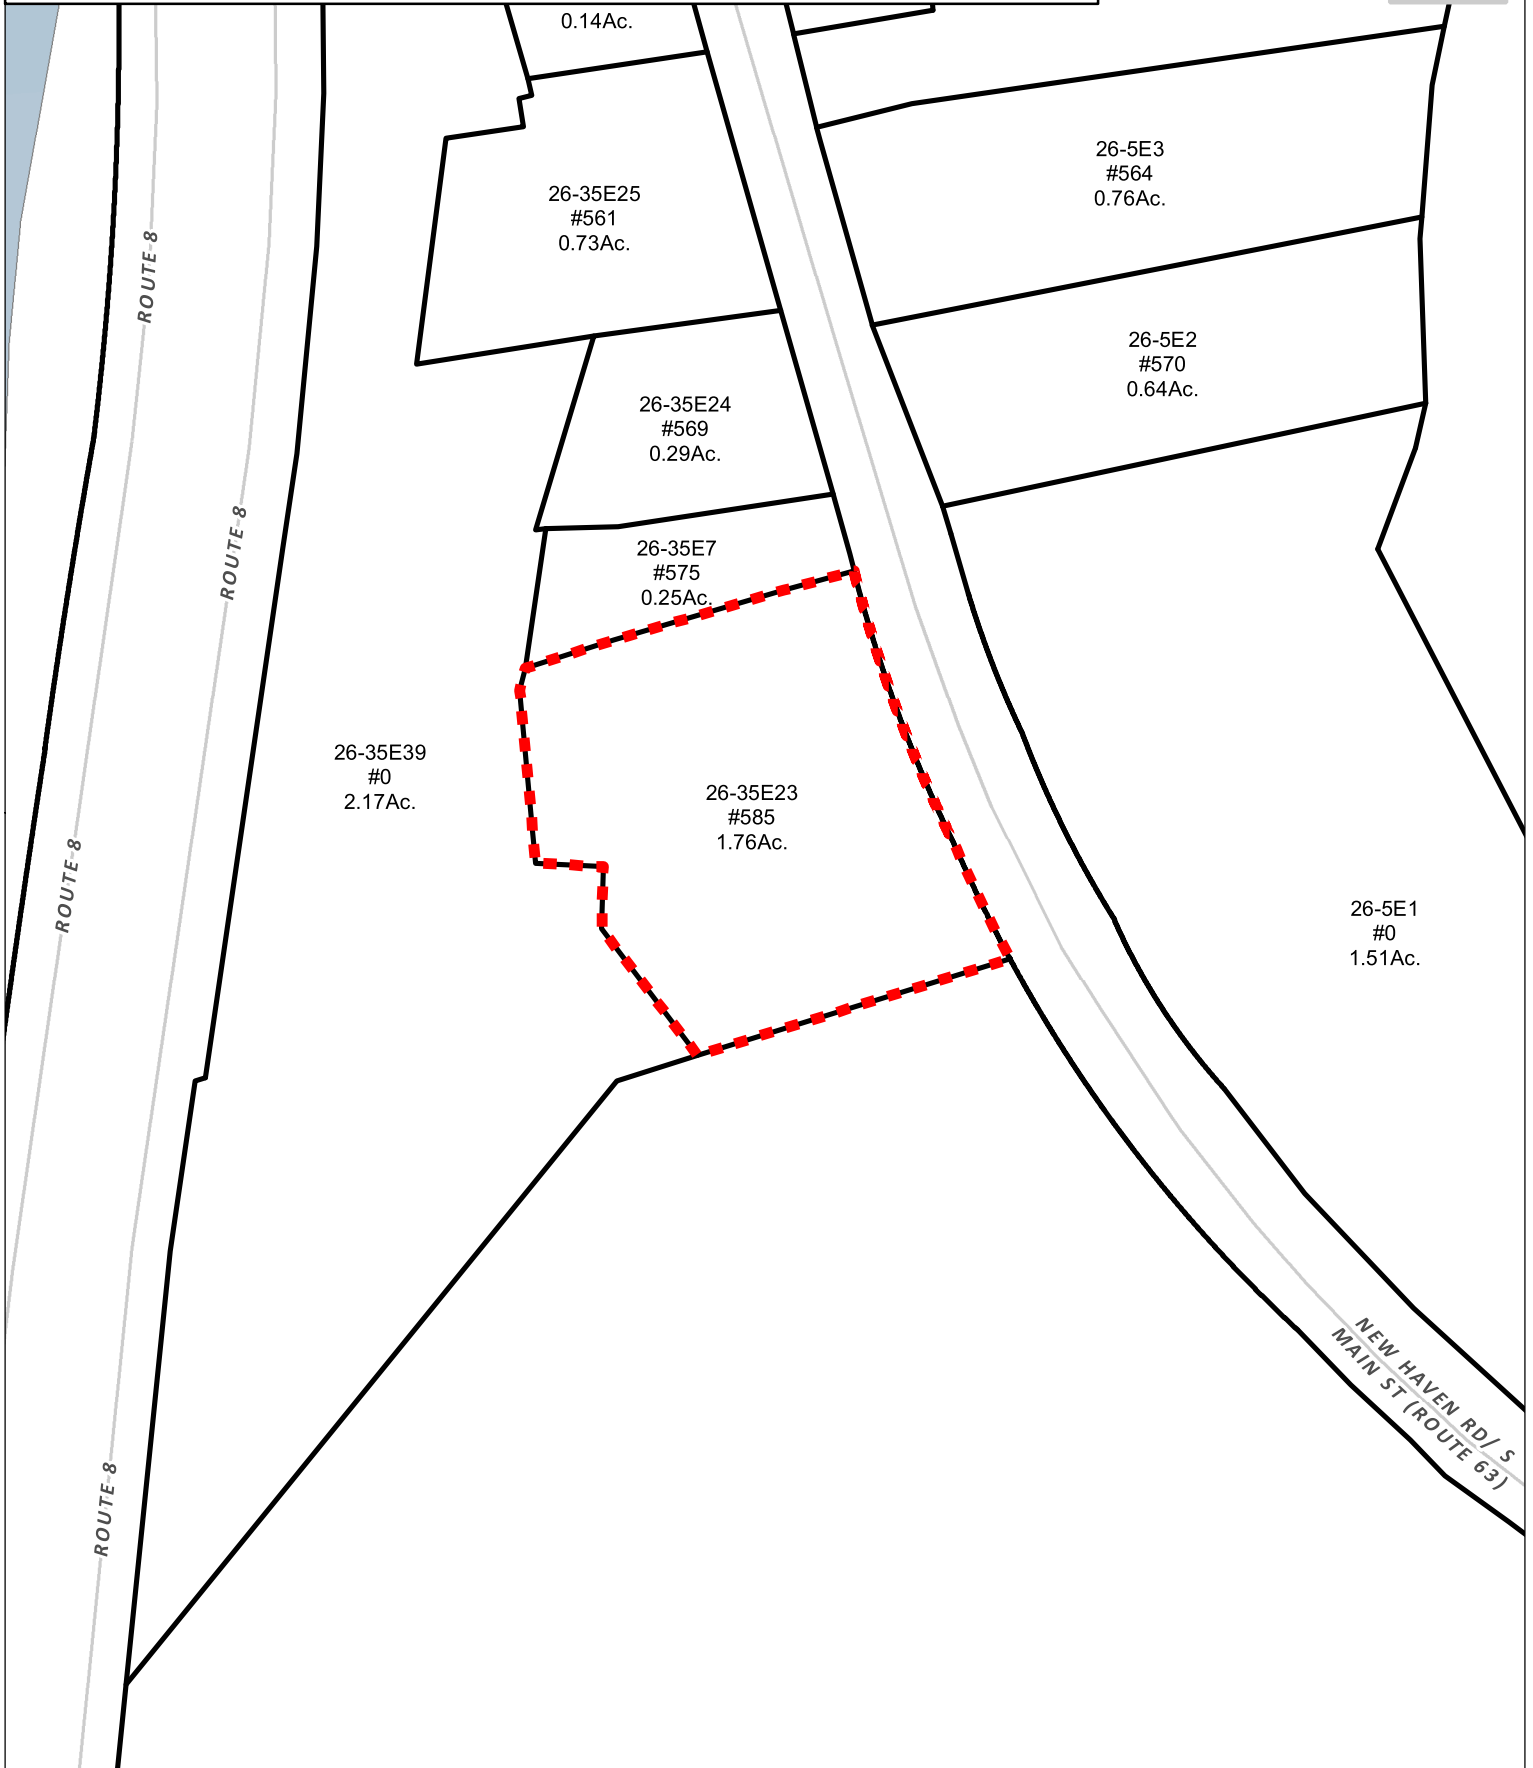 0.14Ac.
26-5E3
#564
0.76Ac.
26-35E25
#561
0.73Ac.
ROUTE 8
26-5E2
#570
0.64Ac.
26-35E24
#569
0.29Ac.
ROUTE 8
26-35E7
#575
0.25Ac.
26-35E39
#0
2.17Ac.
26-35E23
#585
1.76Ac.
ROUTE 8
26-5E1
#0
1.51Ac.
NEW HAVEN RD/ S
MAIN ST (ROUTE 63)
ROUTE 8